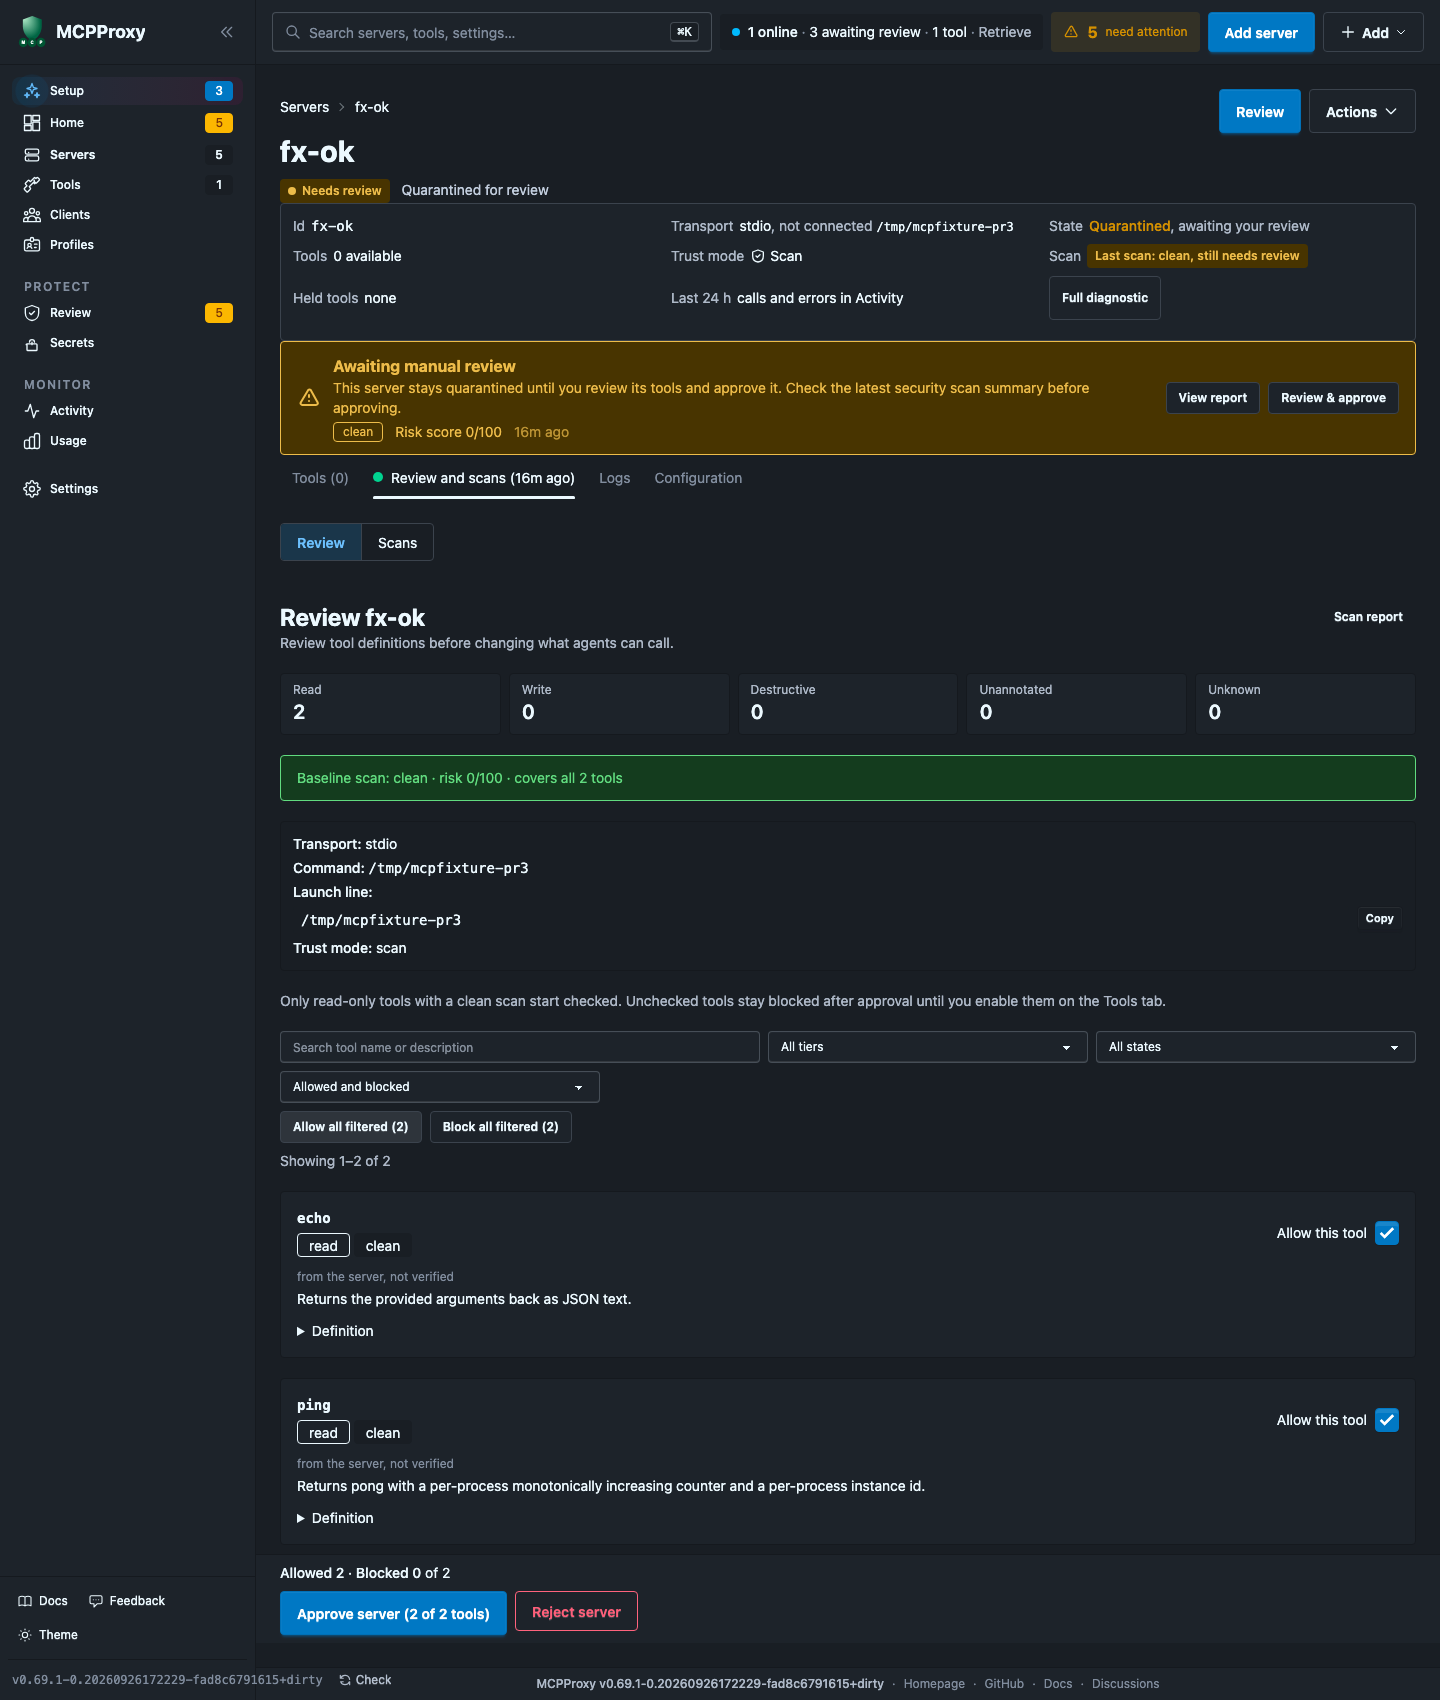 MCPProxy
Search servers, tools, settings...
⌘K
1 online · 3 awaiting review · 1 tool · Retrieve
5 need attention
Add server
Add
Setup 3
Home 5
Servers 5
Tools 1
Clients
Profiles
PROTECT
Review 5
Secrets
MONITOR
Activity
Usage
Settings
Servers > fx-ok
Review
Actions
fx-ok
Needs review
Quarantined for review
Id fx-ok
Transport stdio, not connected /tmp/mcpfixture-pr3
State Quarantined, awaiting your review
Tools 0 available
Trust mode Scan
Scan Last scan: clean, still needs review
Held tools none
Last 24 h calls and errors in Activity
Full diagnostic
Awaiting manual review
This server stays quarantined until you review its tools and approve it. Check the latest security scan summary before
approving.
clean Risk score 0/100 16m ago
View report
Review & approve
Tools (0)
Review and scans (16m ago)
Logs
Configuration
Review
Scans
Review fx-ok
Scan report
Review tool definitions before changing what agents can call.
Read
2
Write
0
Destructive
0
Unannotated
0
Unknown
0
Baseline scan: clean · risk 0/100 · covers all 2 tools
Transport: stdio
Command: /tmp/mcpfixture-pr3
Launch line:
/tmp/mcpfixture-pr3
Copy
Trust mode: scan
Only read-only tools with a clean scan start checked. Unchecked tools stay blocked after approval until you enable them on the Tools tab.
Search tool name or description
All tiers
All states
Allowed and blocked
Allow all filtered (2)
Block all filtered (2)
Showing 1–2 of 2
echo
read clean
Allow this tool
from the server, not verified
Returns the provided arguments back as JSON text.
Definition
ping
read clean
Allow this tool
from the server, not verified
Returns pong with a per-process monotonically increasing counter and a per-process instance id.
Definition
Allowed 2 · Blocked 0 of 2
Approve server (2 of 2 tools)
Reject server
Docs
Feedback
Theme
v0.69.1-0.20260926172229-fad8c6791615+dirty
Check
MCPProxy v0.69.1-0.20260926172229-fad8c6791615+dirty · Homepage · GitHub · Docs · Discussions